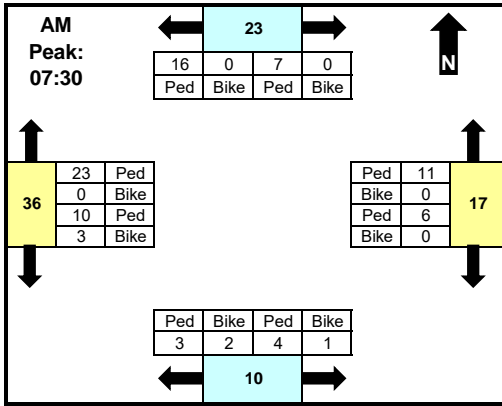 AM
Peak:
07:30
23
16 0 7 0
Ped Bike Ped Bike
N
36
23 Ped
0 Bike
10 Ped
3 Bike
Ped 11
Bike 0
Ped 6
Bike 0
17
Ped Bike Ped Bike
3 2 4 1
10